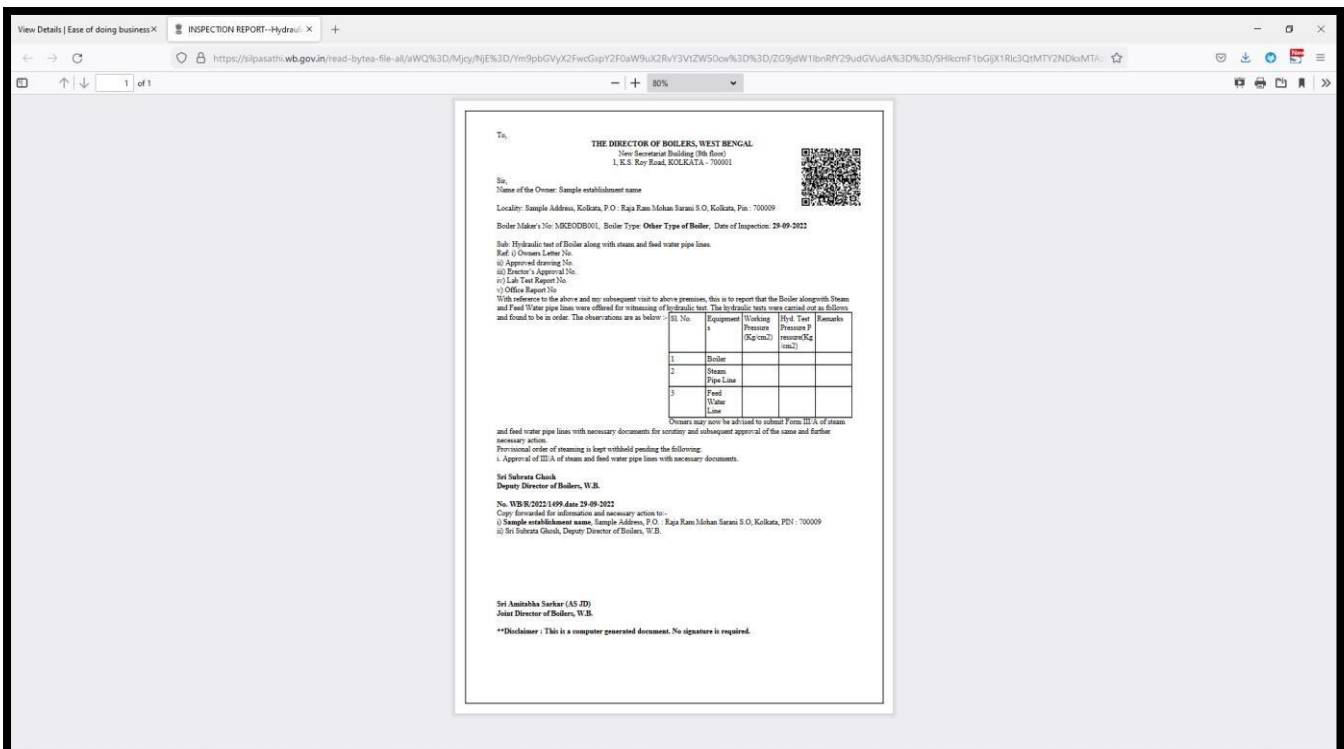 View Details | Ease of doing business ×
INSPECTION REPORT--Hydraul ×
https://silpasathi.wb.gov.in/read-bytea-file-all/
1 of 1
80%
New
To,
THE DIRECTOR OF BOILERS, WEST BENGAL
New Secretariat Building (8th floor)
1, K.S. Roy Road, KOLKATA - 700001
Sir,
Name of the Owner: Sample establishment name
Locality: Sample Address, Kolkata, P.O : Raja Ram Mohan Sarani S.O, Kolkata, Pin : 700009
Boiler Maker's No: MKEODB001, Boiler Type: Other Type of Boiler, Date of Inspection: 29-09-2022
Sub: Hydraulic test of Boiler along with steam and feed water pipe lines.
Ref: i) Owners Letter No.
ii) Approved drawing No.
iii) Erector's Approval No.
iv) Lab Test Report No.
v) Office Report No
With reference to the above and my subsequent visit to above premises, this is to report that the Boiler alongwith Steam
and Feed Water pipe lines were offered for witnessing of hydraulic test. The hydraulic tests were carried out as follows
and found to be in order. The observations are as below :-
Sl. No. Equipment Working Hyd. Test Remarks
s Pressure Pressure P
(Kg/cm2) ressure(Kg
/cm2)
1 Boiler
2 Steam
Pipe Line
3 Feed
Water
Line
Owners may now be advised to submit Form III/A of steam
and feed water pipe lines with necessary documents for scrutiny and subsequent approval of the same and further
necessary action.
Provisional order of steaming is kept withheld pending the following:
i. Approval of III/A of steam and feed water pipe lines with necessary documents.
Sri Subrata Ghosh
Deputy Director of Boilers, W.B.
No. WB/R/2022/1499.date 29-09-2022
Copy forwarded for information and necessary action to:-
i) Sample establishment name, Sample Address, P.O. : Raja Ram Mohan Sarani S.O, Kolkata, PIN : 700009
ii) Sri Subrata Ghosh, Deputy Director of Boilers, W.B.
Sri Amitabha Sarkar (AS JD)
Joint Director of Boilers, W.B.
**Disclaimer : This is a computer generated document. No signature is required.